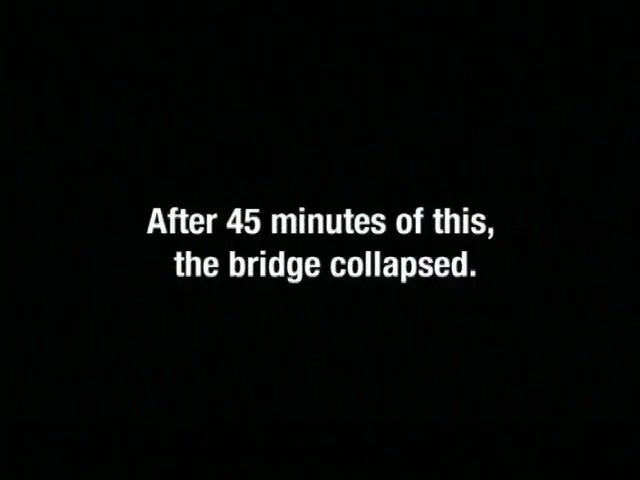 After 45 minutes of this,
the bridge collapsed.